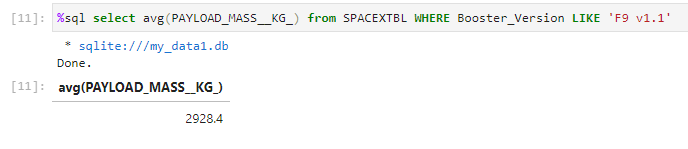 [11]: %sql select avg(PAYLOAD_MASS__KG_) from SPACEXTBL WHERE Booster_Version LIKE 'F9 v1.1'
* sqlite:///my_data1.db
Done.
[11]: avg(PAYLOAD_MASS__KG_)
2928.4